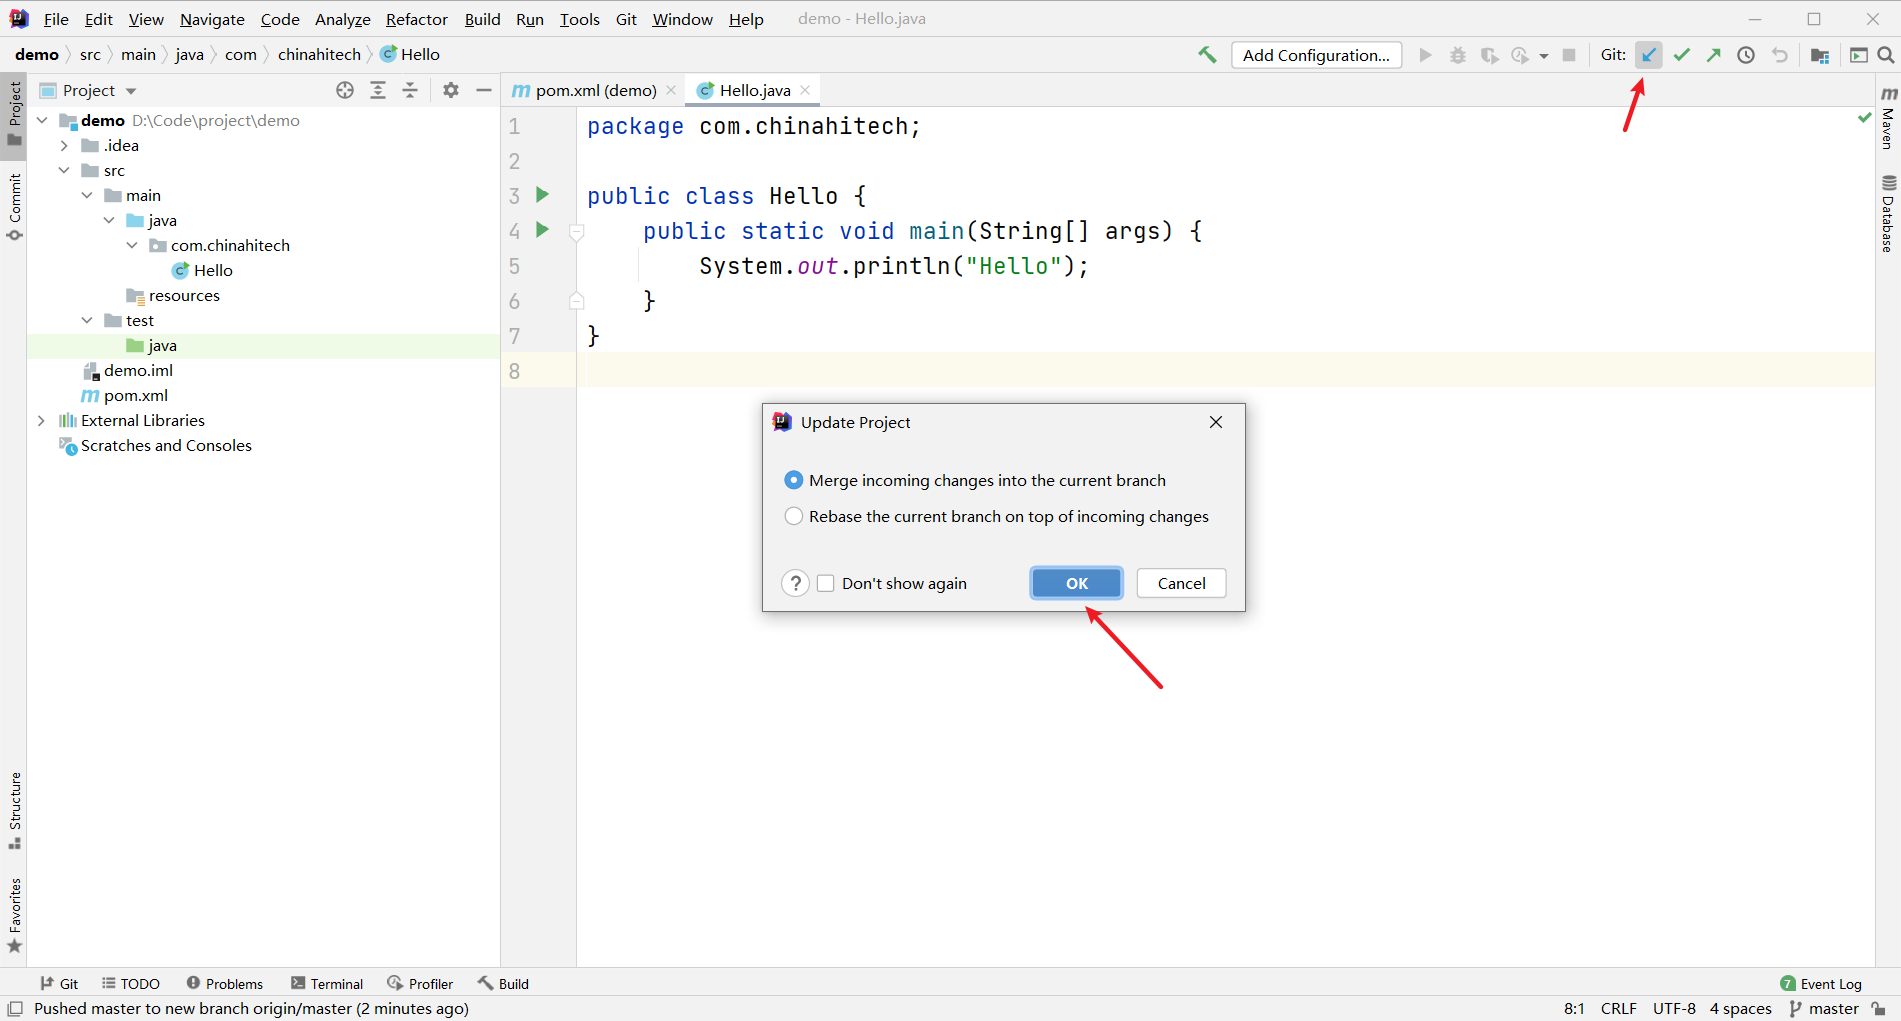 File Edit View Navigate Code Analyze Refactor Build Run Tools Git Window Help demo - Hello.java
demo src main java com chinahitech Hello Add Configuration... Git:
Project
pom.xml (demo) Hello.java
demo D:\Code\project\demo
.idea
src
main
java
com.chinahitech
Hello
resources
test
java
demo.iml
pom.xml
External Libraries
Scratches and Consoles
1 package com.chinahitech;
2
3 public class Hello {
4 public static void main(String[] args) {
5 System.out.println("Hello");
6 }
7 }
8
Update Project
Merge incoming changes into the current branch
Rebase the current branch on top of incoming changes
? Don't show again OK Cancel
Project
Commit
Structure
Favorites
Maven
Database
Git TODO Problems Terminal Profiler Build 7 Event Log
Pushed master to new branch origin/master (2 minutes ago) 8:1 CRLF UTF-8 4 spaces master